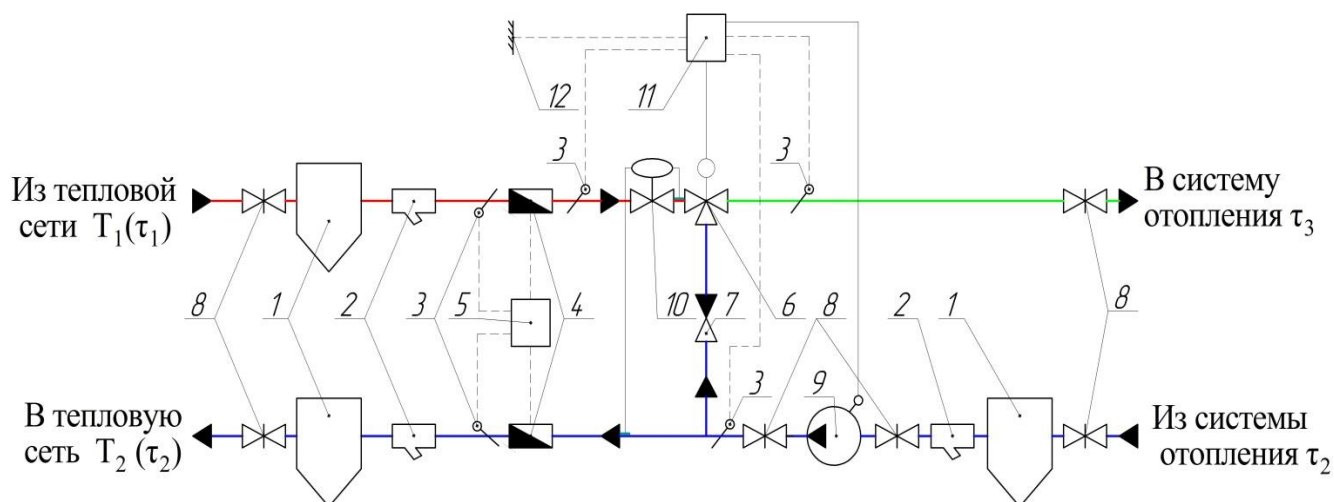 12
11
3
3
Из тепловой
сети T₁(τ₁)
В систему
отопления τ₃
8
1
2
3
5
4
10
7
6
8
2
1
8
3
9
В тепловую
сеть T₂ (τ₂)
Из системы
отопления τ₂